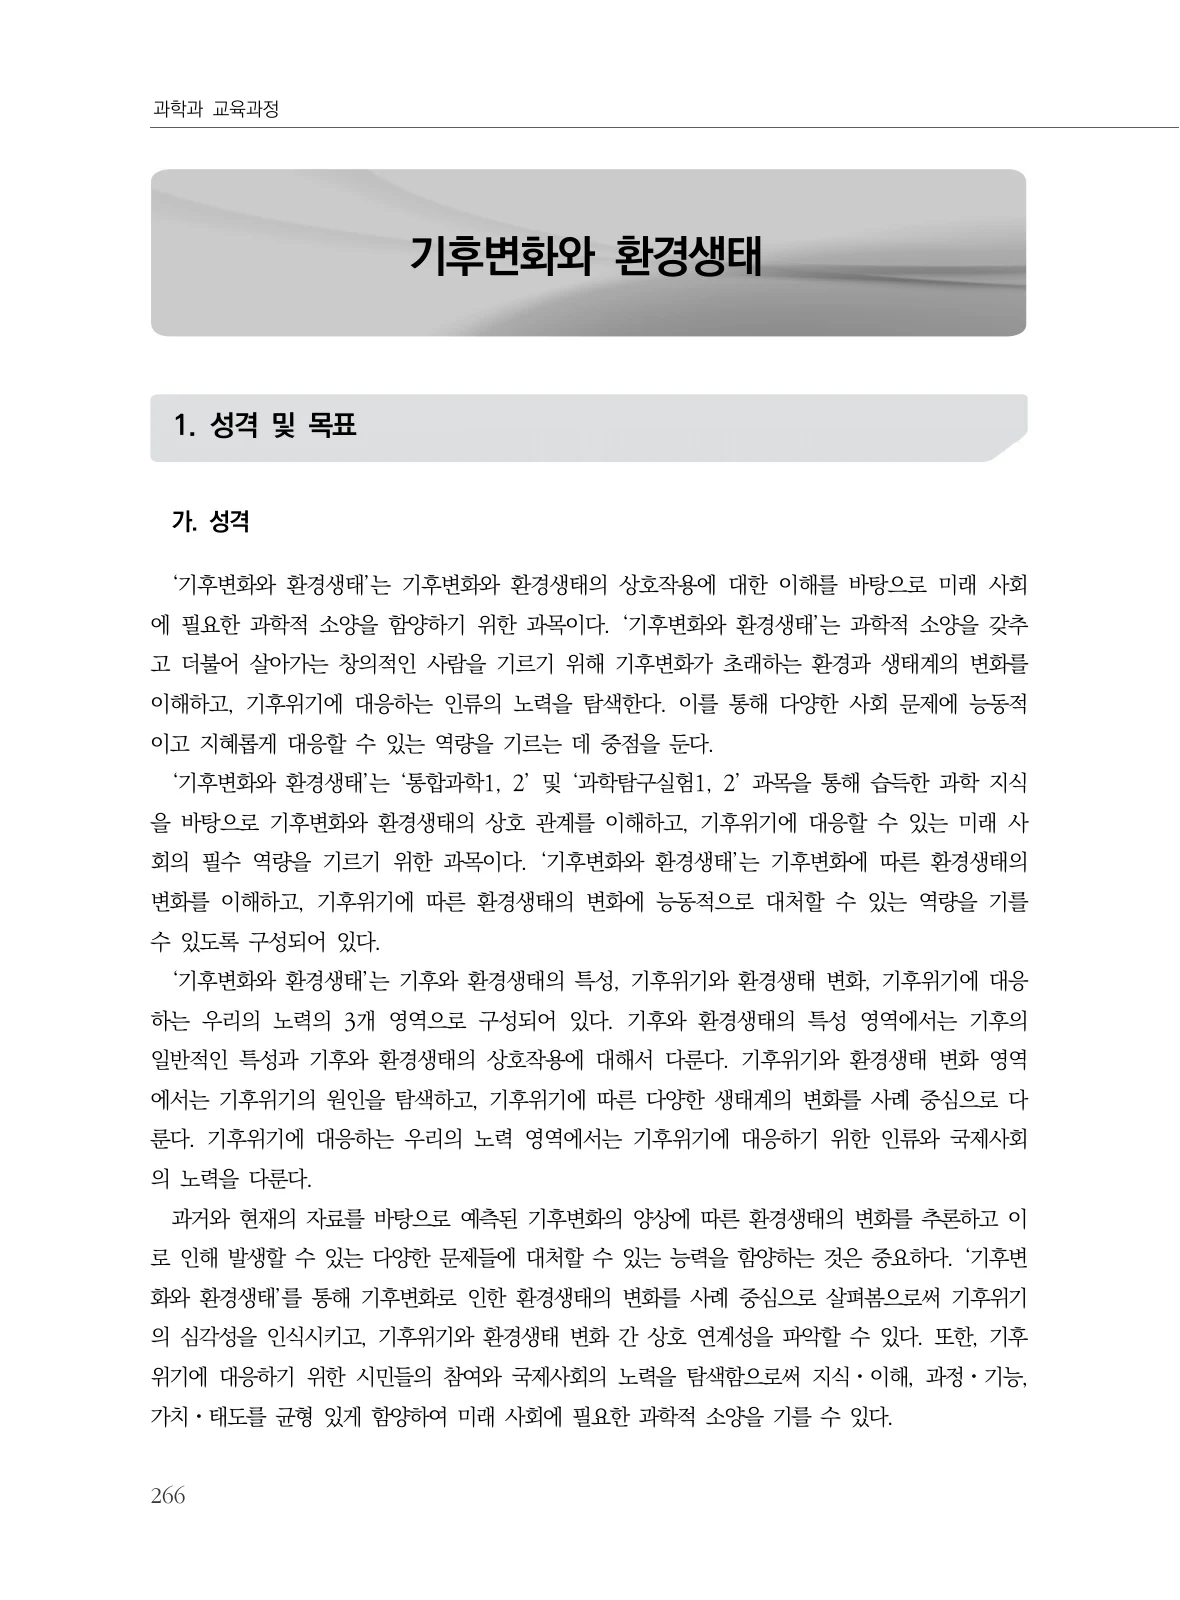 과학과 교육과정
기후변화와 환경생태
1. 성격 및 목표
가. 성격
‘기후변화와 환경생태’는 기후변화와 환경생태의 상호작용에 대한 이해를 바탕으로 미래 사회
에 필요한 과학적 소양을 함양하기 위한 과목이다. ‘기후변화와 환경생태’는 과학적 소양을 갖추
고 더불어 살아가는 창의적인 사람을 기르기 위해 기후변화가 초래하는 환경과 생태계의 변화를
이해하고, 기후위기에 대응하는 인류의 노력을 탐색한다. 이를 통해 다양한 사회 문제에 능동적
이고 지혜롭게 대응할 수 있는 역량을 기르는 데 중점을 둔다.
‘기후변화와 환경생태’는 ‘통합과학1, 2’ 및 ‘과학탐구실험1, 2’ 과목을 통해 습득한 과학 지식
을 바탕으로 기후변화와 환경생태의 상호 관계를 이해하고, 기후위기에 대응할 수 있는 미래 사
회의 필수 역량을 기르기 위한 과목이다. ‘기후변화와 환경생태’는 기후변화에 따른 환경생태의
변화를 이해하고, 기후위기에 따른 환경생태의 변화에 능동적으로 대처할 수 있는 역량을 기를
수 있도록 구성되어 있다.
‘기후변화와 환경생태’는 기후와 환경생태의 특성, 기후위기와 환경생태 변화, 기후위기에 대응
하는 우리의 노력의 3개 영역으로 구성되어 있다. 기후와 환경생태의 특성 영역에서는 기후의
일반적인 특성과 기후와 환경생태의 상호작용에 대해서 다룬다. 기후위기와 환경생태 변화 영역
에서는 기후위기의 원인을 탐색하고, 기후위기에 따른 다양한 생태계의 변화를 사례 중심으로 다
룬다. 기후위기에 대응하는 우리의 노력 영역에서는 기후위기에 대응하기 위한 인류와 국제사회
의 노력을 다룬다.
과거와 현재의 자료를 바탕으로 예측된 기후변화의 양상에 따른 환경생태의 변화를 추론하고 이
로 인해 발생할 수 있는 다양한 문제들에 대처할 수 있는 능력을 함양하는 것은 중요하다. ‘기후변
화와 환경생태’를 통해 기후변화로 인한 환경생태의 변화를 사례 중심으로 살펴봄으로써 기후위기
의 심각성을 인식시키고, 기후위기와 환경생태 변화 간 상호 연계성을 파악할 수 있다. 또한, 기후
위기에 대응하기 위한 시민들의 참여와 국제사회의 노력을 탐색함으로써 지식・이해, 과정・기능,
가치・태도를 균형 있게 함양하여 미래 사회에 필요한 과학적 소양을 기를 수 있다.
266